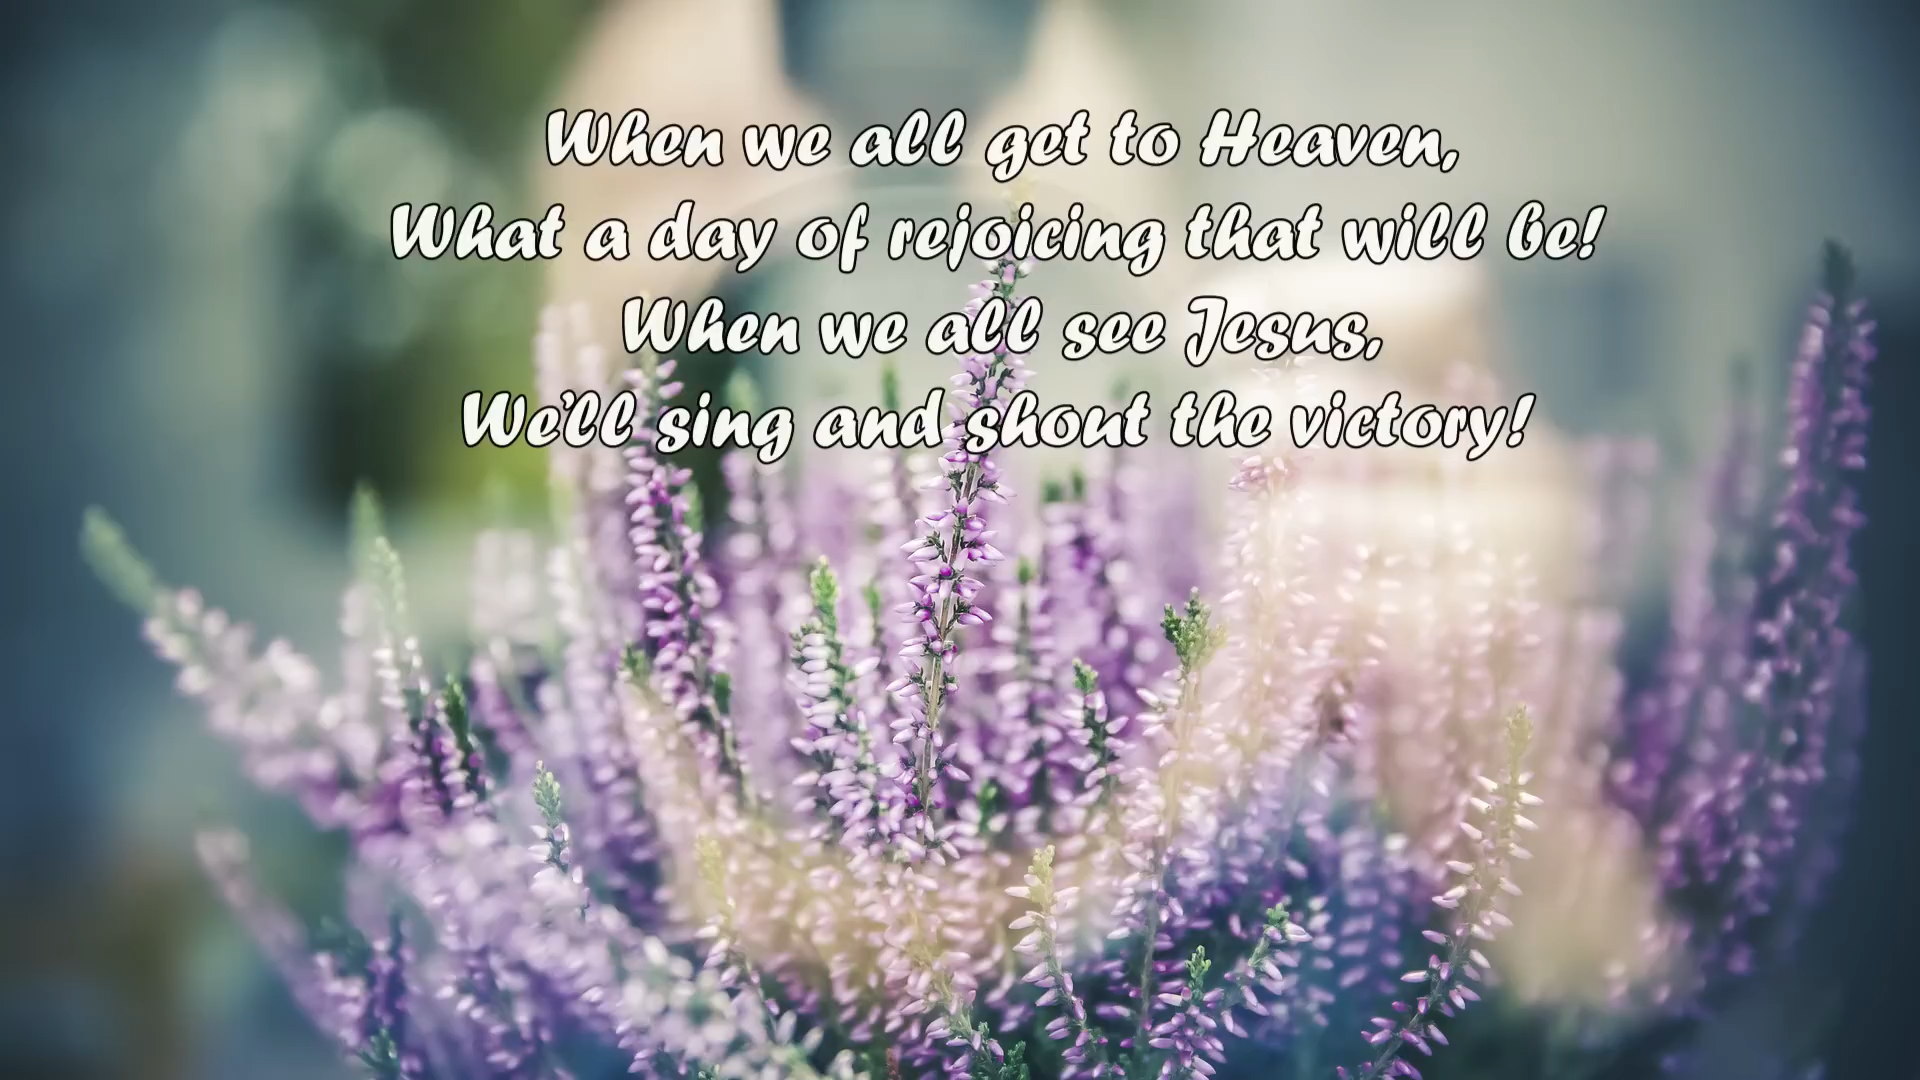 When we all get to Heaven,
What a day of rejoicing that will be!
When we all see Jesus,
We'll sing and shout the victory!